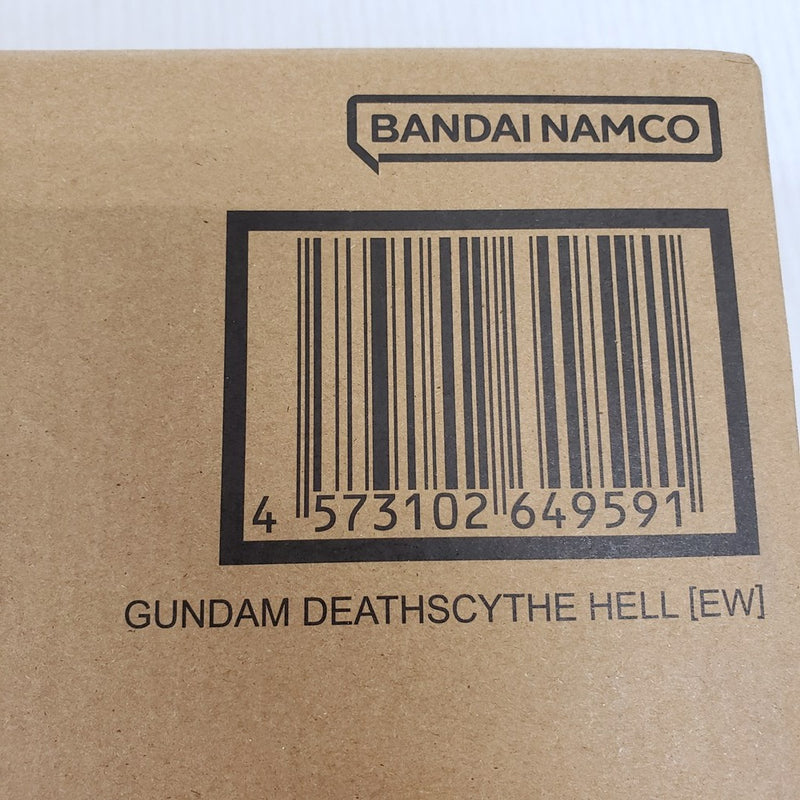 BANDAI NAMCO
4 573102 649591
GUNDAM DEATHSCYTHE HELL [EW]